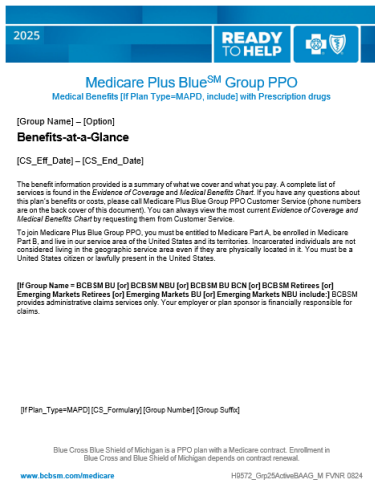 2025
READY
TO HELP
Medicare Plus Blue℠ Group PPO
Medical Benefits [If Plan Type=MAPD, include] with Prescription drugs
[Group Name] – [Option]
Benefits-at-a-Glance
[CS_Eff_Date] – [CS_End_Date]
The benefit information provided is a summary of what we cover and what you pay. A complete list of
services is found in the Evidence of Coverage and Medical Benefits Chart. If you have any questions about
this plan's benefits or costs, please call Medicare Plus Blue Group PPO Customer Service (phone numbers
are on the back cover of this document). You can always view the most current Evidence of Coverage and
Medical Benefits Chart by requesting them from Customer Service.
To join Medicare Plus Blue Group PPO, you must be entitled to Medicare Part A, be enrolled in Medicare
Part B, and live in our service area of the United States and its territories. Incarcerated individuals are not
considered living in the geographic service area even if they are physically located in it. You must be a
United States citizen or lawfully present in the United States.
[If Group Name = BCBSM BU [or] BCBSM NBU [or] BCBSM BU BCN [or] BCBSM Retirees [or]
Emerging Markets Retirees [or] Emerging Markets BU [or] Emerging Markets NBU include:] BCBSM
provides administrative claims services only. Your employer or plan sponsor is financially responsible for
claims.
[If Plan_Type=MAPD] [CS_Formulary] [Group Number] [Group Suffix]
Blue Cross Blue Shield of Michigan is a PPO plan with a Medicare contract. Enrollment in
Blue Cross and Blue Shield of Michigan depends on contract renewal.
www.bcbsm.com/medicare H9572_Grp25ActiveBAAG_M FVNR 0824